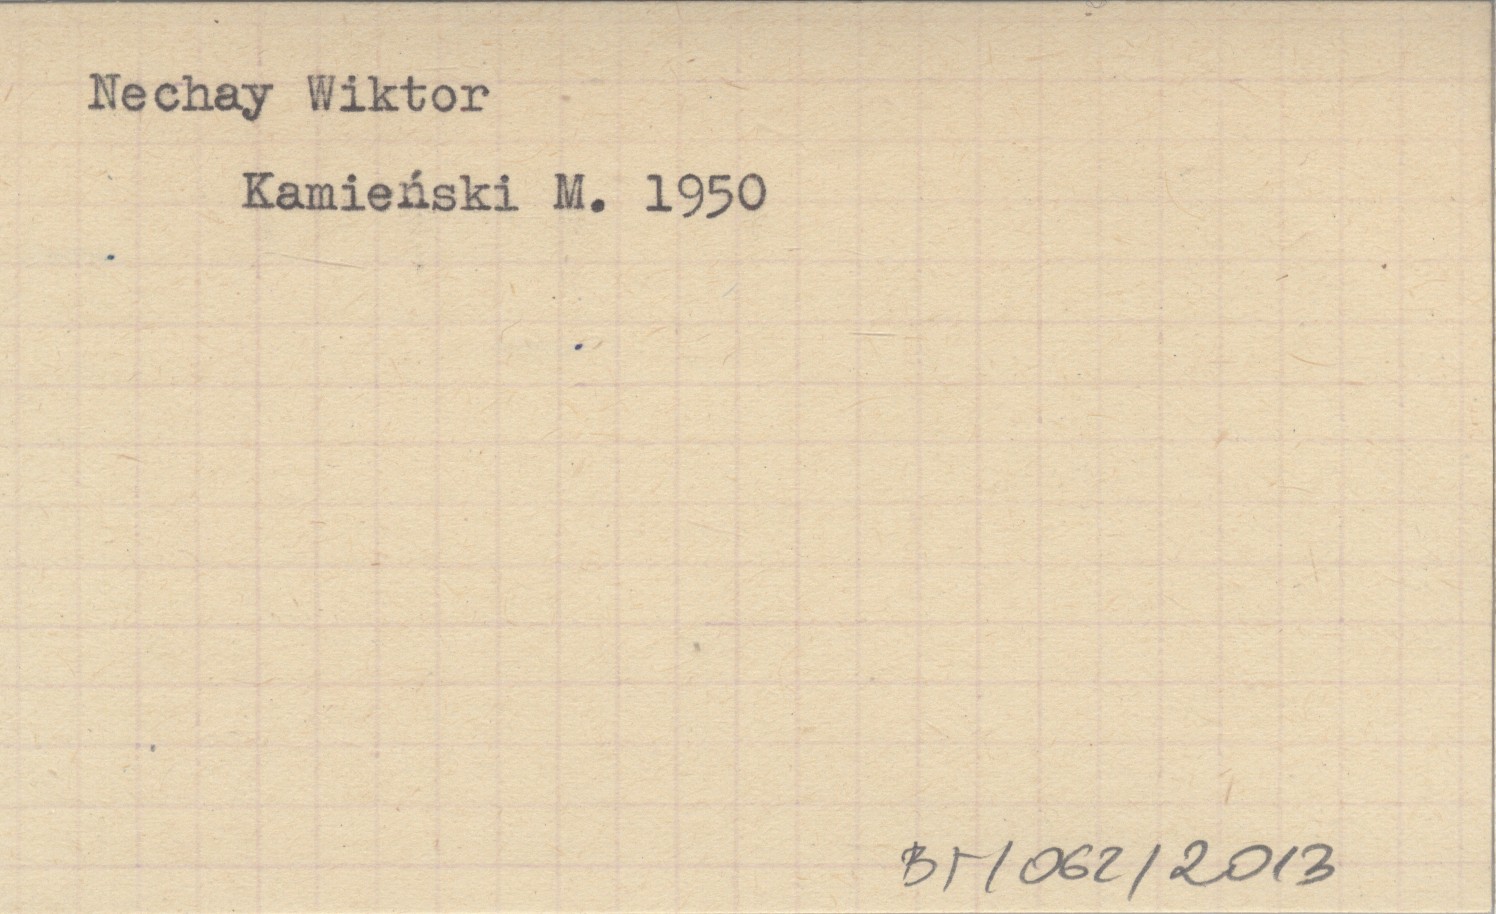 Nechay Wiktor
Kamieński M. 1950
BT/062/2013